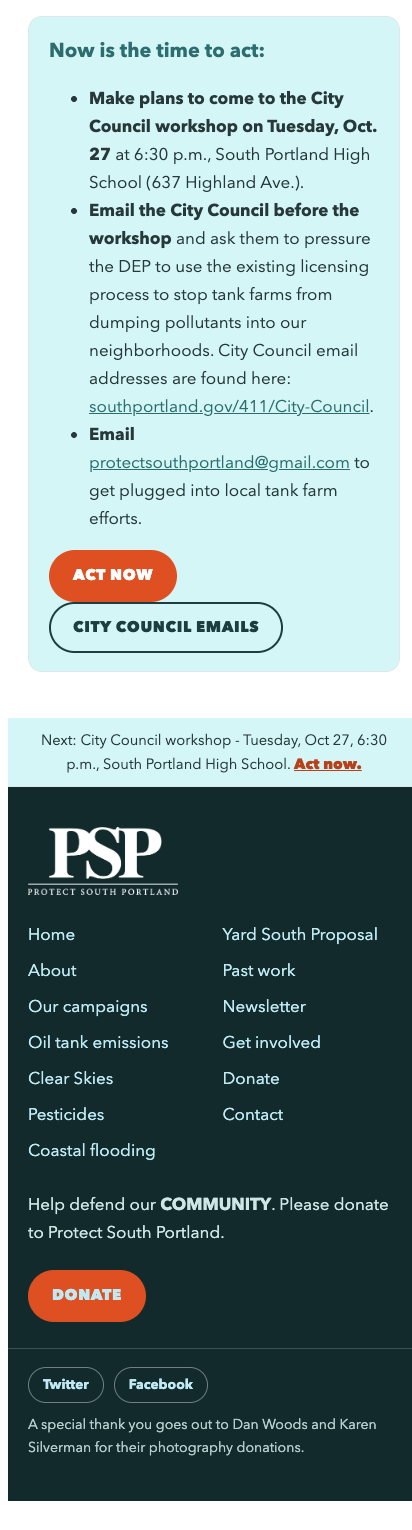 Now is the time to act:
Make plans to come to the City
Council workshop on Tuesday, Oct.
27 at 6:30 p.m., South Portland High
School (637 Highland Ave.).
Email the City Council before the
workshop and ask them to pressure
the DEP to use the existing licensing
process to stop tank farms from
dumping pollutants into our
neighborhoods. City Council email
addresses are found here:
southportland.gov/411/City-Council.
Email
protectsouthportland@gmail.com to
get plugged into local tank farm
efforts.
ACT NOW
CITY COUNCIL EMAILS
Next: City Council workshop - Tuesday, Oct 27, 6:30
p.m., South Portland High School. Act now.
PSP
PROTECT SOUTH PORTLAND
Home
About
Our campaigns
Oil tank emissions
Clear Skies
Pesticides
Coastal flooding
Yard South Proposal
Past work
Newsletter
Get involved
Donate
Contact
Help defend our COMMUNITY. Please donate
to Protect South Portland.
DONATE
Twitter
Facebook
A special thank you goes out to Dan Woods and Karen
Silverman for their photography donations.